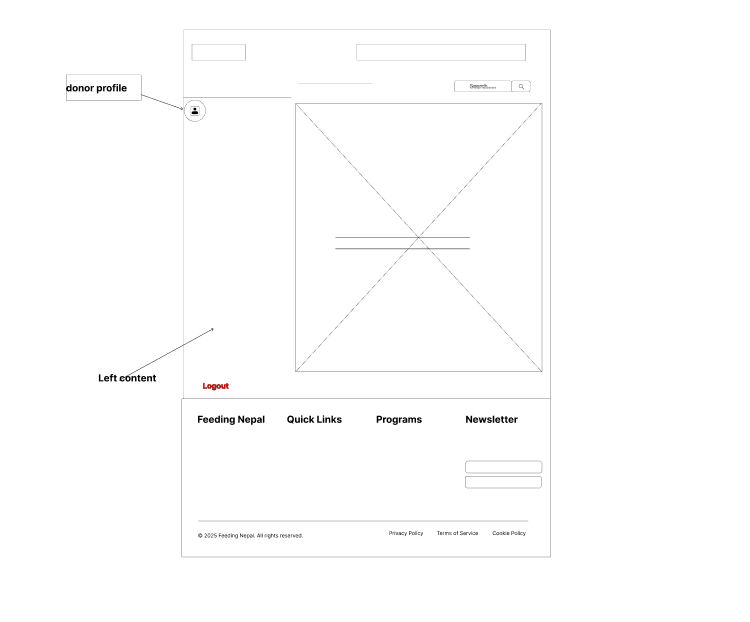 donor profile
Search
Left content
Logout
Feeding Nepal
Quick Links
Programs
Newsletter
© 2025 Feeding Nepal. All rights reserved.
Privacy Policy
Terms of Service
Cookie Policy